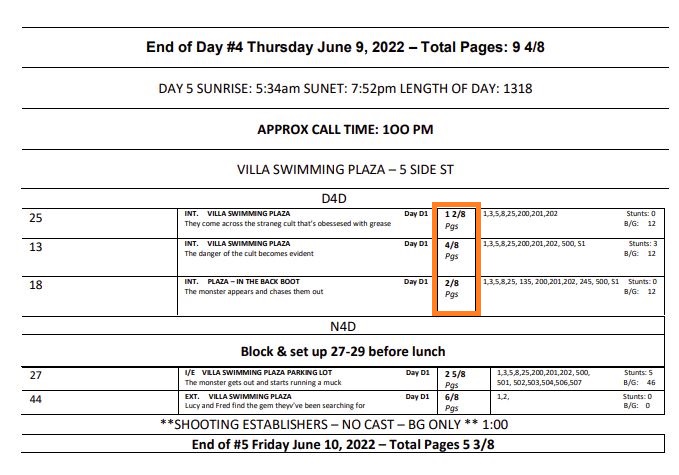 End of Day #4 Thursday June 9, 2022 – Total Pages: 9 4/8
DAY 5 SUNRISE: 5:34am SUNET: 7:52pm LENGTH OF DAY: 1318
APPROX CALL TIME: 1OO PM
VILLA SWIMMING PLAZA – 5 SIDE ST
D4D
25 INT. VILLA SWIMMING PLAZA Day D1 1 2/8 1,3,5,8,25,200,201,202 Stunts: 0
They come across the straneg cult that's obsessesed with grease Pgs B/G: 12
13 INT. VILLA SWIMMING PLAZA Day D1 4/8 1,3,5,8,25,200,201,202, 500, S1 Stunts: 3
The danger of the cult becomes evident Pgs B/G: 12
18 INT. PLAZA – IN THE BACK BOOT Day D1 2/8 1,3,5,8,25, 135, 200,201,202, 245, 500, S1 Stunts: 0
The monster appears and chases them out Pgs B/G: 12
N4D
Block & set up 27-29 before lunch
27 I/E VILLA SWIMMING PLAZA PARKING LOT Day D1 2 5/8 1,3,5,8,25,200,201,202, 500, Stunts: 5
The monster gets out and starts running a muck Pgs 501, 502,503,504,506,507 B/G: 46
44 EXT. VILLA SWIMMING PLAZA Day D1 6/8 1,2, Stunts: 0
Lucy and Fred find the gem theyv've been searching for Pgs B/G: 0
**SHOOTING ESTABLISHERS – NO CAST – BG ONLY ** 1:00
End of #5 Friday June 10, 2022 – Total Pages 5 3/8